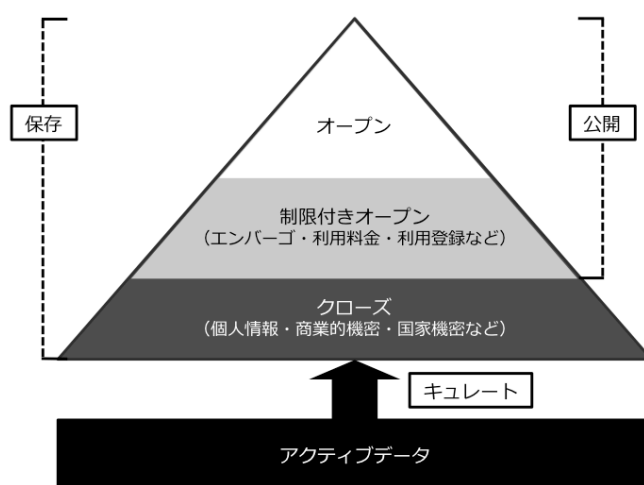 保存
オープン
公開
制限付きオープン
（エンバーゴ・利用料金・利用登録など）
クローズ
（個人情報・商業的機密・国家機密など）
キュレート
アクティブデータ